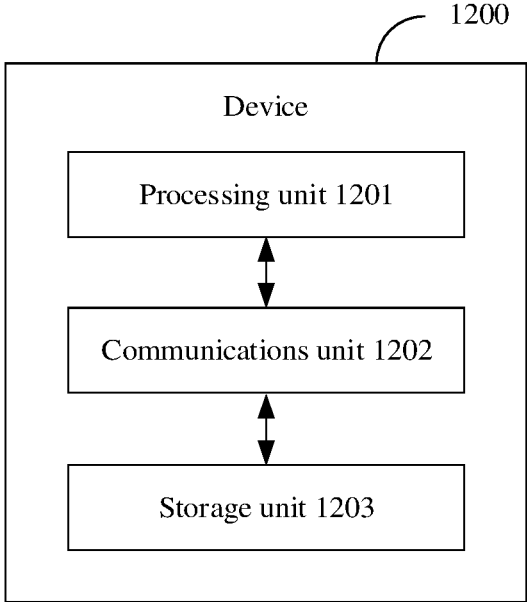 1200
Device
Processing unit 1201
Communications unit 1202
Storage unit 1203